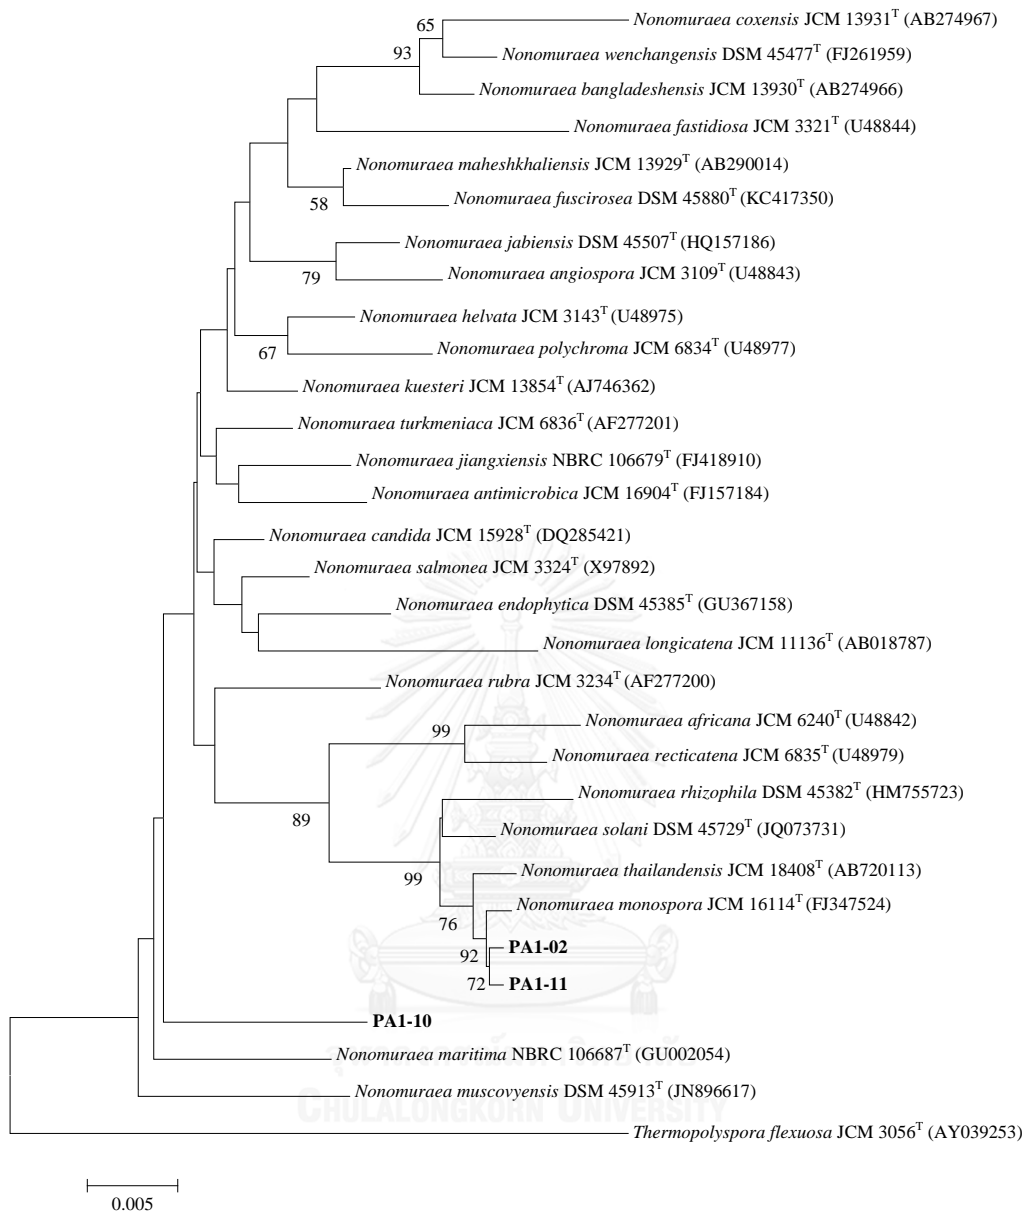 65
Nonomuraea coxensis JCM 13931T (AB274967)
93
Nonomuraea wenchangensis DSM 45477T (FJ261959)
Nonomuraea bangladeshensis JCM 13930T (AB274966)
Nonomuraea fastidiosa JCM 3321T (U48844)
Nonomuraea maheshkhaliensis JCM 13929T (AB290014)
58
Nonomuraea fuscirosea DSM 45880T (KC417350)
Nonomuraea jabiensis DSM 45507T (HQ157186)
79
Nonomuraea angiospora JCM 3109T (U48843)
Nonomuraea helvata JCM 3143T (U48975)
67
Nonomuraea polychroma JCM 6834T (U48977)
Nonomuraea kuesteri JCM 13854T (AJ746362)
Nonomuraea turkmeniaca JCM 6836T (AF277201)
Nonomuraea jiangxiensis NBRC 106679T (FJ418910)
Nonomuraea antimicrobica JCM 16904T (FJ157184)
Nonomuraea candida JCM 15928T (DQ285421)
Nonomuraea salmonea JCM 3324T (X97892)
Nonomuraea endophytica DSM 45385T (GU367158)
Nonomuraea longicatena JCM 11136T (AB018787)
Nonomuraea rubra JCM 3234T (AF277200)
99
Nonomuraea africana JCM 6240T (U48842)
Nonomuraea recticatena JCM 6835T (U48979)
Nonomuraea rhizophila DSM 45382T (HM755723)
89
Nonomuraea solani DSM 45729T (JQ073731)
99
Nonomuraea thailandensis JCM 18408T (AB720113)
Nonomuraea monospora JCM 16114T (FJ347524)
76
PA1-02
92
72
PA1-11
PA1-10
Nonomuraea maritima NBRC 106687T (GU002054)
Nonomuraea muscovyensis DSM 45913T (JN896617)
CHULALONGKORN UNIVERSITY
Thermopolyspora flexuosa JCM 3056T (AY039253)
0.005